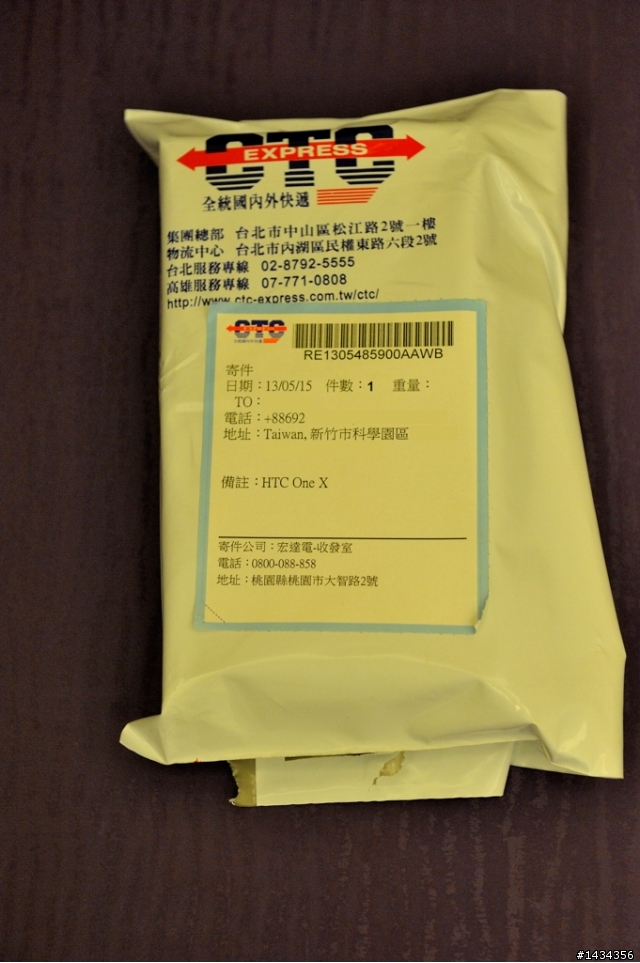 CTC
EXPRESS
全統國內外快遞
集團總部 台北市中山區松江路2號一樓
物流中心 台北市內湖區民權東路六段2號
台北服務專線 02-8792-5555
高雄服務專線 07-771-0808
http://www.ctc-express.com.tw/ctc/
CTC
RE1305485900AAWB
寄件
日期：13/05/15 件數：1 重量：
TO：
電話：+88692
地址：Taiwan, 新竹市科學園區
備註：HTC One X
寄件公司：宏達電-收發室
電話：0800-088-858
地址：桃園縣桃園市大智路2號
#1434356